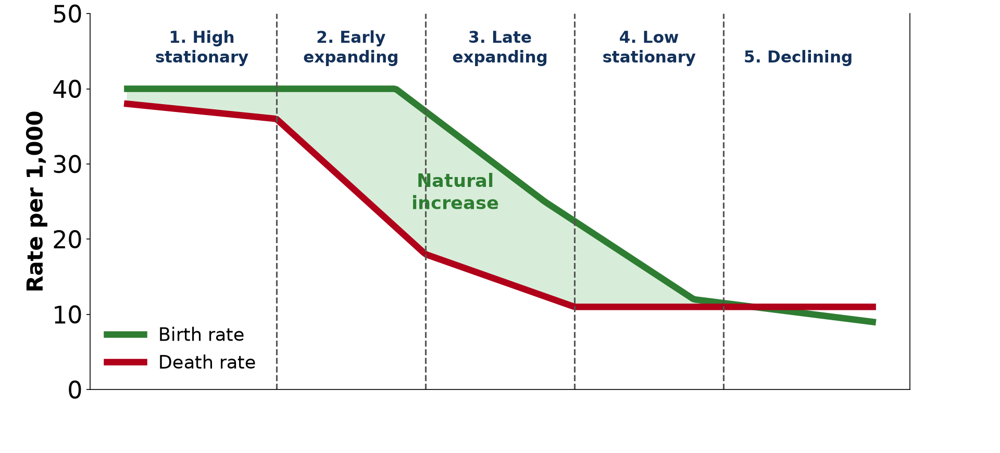 50
40
30
20
10
0
Rate per 1,000
1. High
stationary
2. Early
expanding
3. Late
expanding
4. Low
stationary
5. Declining
Natural
increase
Birth rate
Death rate